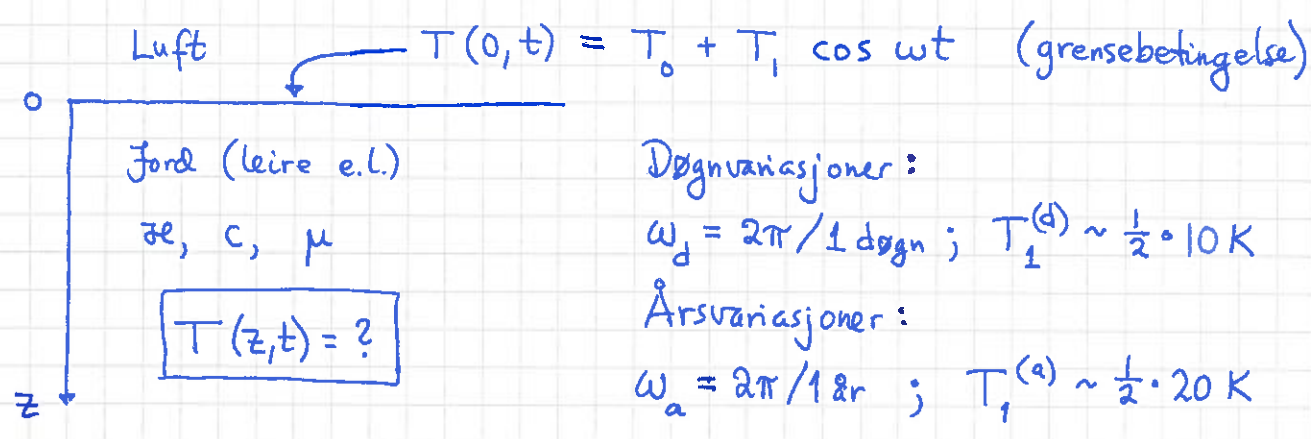 Luft T(0,t) = T₀ + T₁ cos ωt (grensebetingelse)
0
Jord (leire e.l.)
Døgnvariasjoner:
ϰ, c, μ
ω_d = 2π/1 døgn ; T₁^(d) ~ ½ · 10 K
Årsvariasjoner:
T(z,t) = ?
ω_a = 2π/1 år ; T₁^(a) ~ ½ · 20 K
z